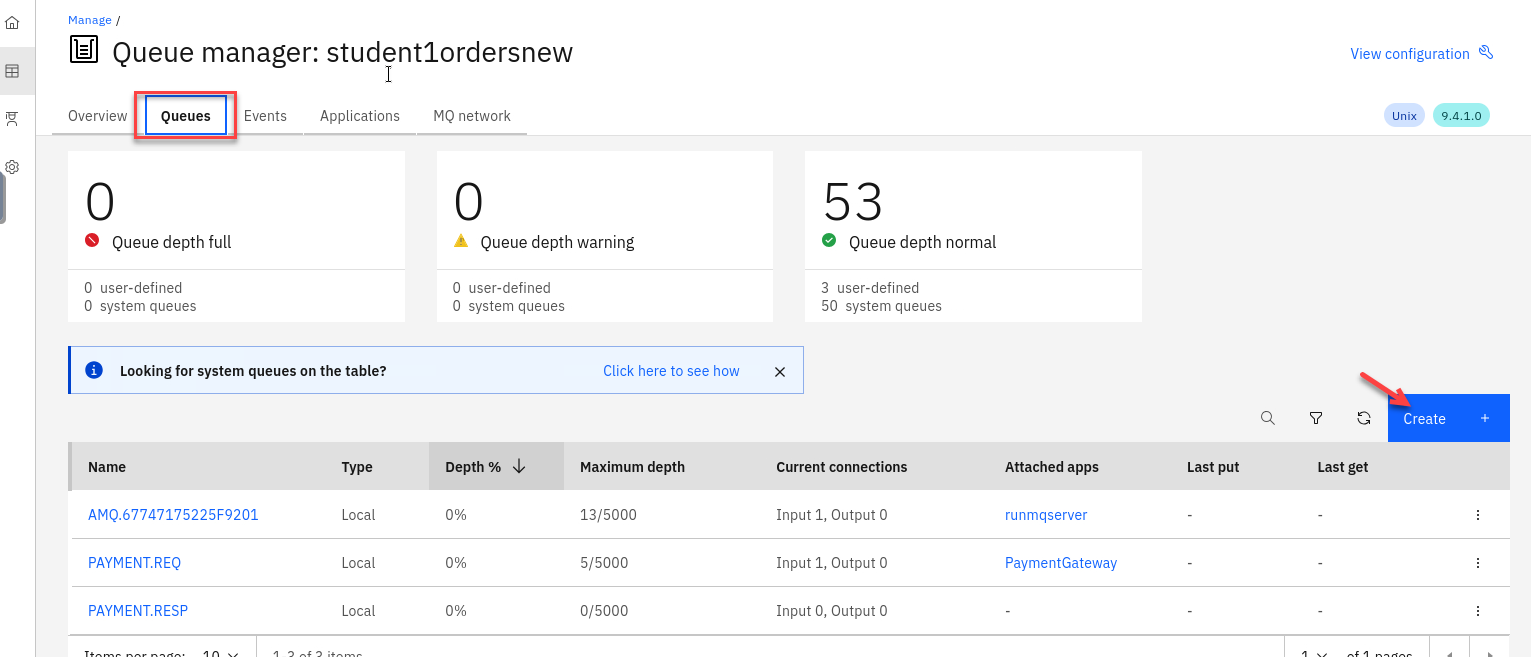 Manage /
Queue manager: student1ordersnew
View configuration
Overview Queues Events Applications MQ network
Unix 9.4.1.0
0 0 53
Queue depth full Queue depth warning Queue depth normal
0 user-defined 0 user-defined 3 user-defined
0 system queues 0 system queues 50 system queues
Looking for system queues on the table? Click here to see how
Create +
Name Type Depth % Maximum depth Current connections Attached apps Last put Last get
AMQ.67747175225F9201 Local 0% 13/5000 Input 1, Output 0 runmqserver - -
PAYMENT.REQ Local 0% 5/5000 Input 1, Output 0 PaymentGateway - -
PAYMENT.RESP Local 0% 0/5000 Input 0, Output 0 - - -
Items per page: 10 1-3 of 3 items 1 of 1 pages